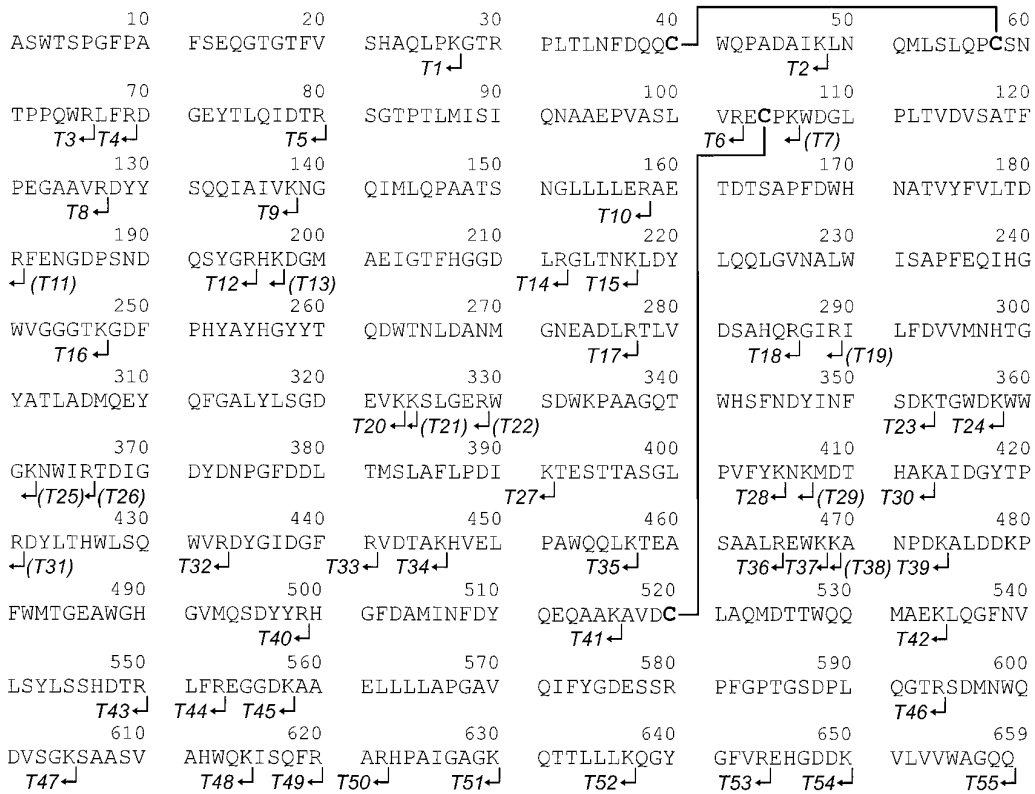 10 20 30 40 50 60
ASWTSPGFPA FSEQGTGTFV SHAQLPKGTR PLTLNFDQQC WQPADAIKLN QMLSLQPCSN
T1 T2
70 80 90 100 110 120
TPPQWRLFRD GEYTLQIDTR SGTPTLMISI QNAAEPVASL VRECPKWDGL PLTVDVSATF
T3 T4 T5 T6 (T7)
130 140 150 160 170 180
PEGAAVRDYY SQQIAIVKNG QIMLQPAATS NGLLLLERAE TDTSAPFDWH NATVYFVLTD
T8 T9 T10
190 200 210 220 230 240
RFENGDPSND QSYGRHKDGM AEIGTFHGGD LRGLTNKLDY LQQLGVNALW ISAPFEQIHG
(T11) T12 (T13) T14 T15
250 260 270 280 290 300
WVGGGTKGDF PHYAYHGYYT QDWTNLDANM GNEADLRTLV DSAHQRGIRI LFDVVMNHTG
T16 T17 T18 (T19)
310 320 330 340 350 360
YATLADMQEY QFGALYLSGD EVKKSLGERW SDWKPAAGQT WHSFNDYINF SDKTGWDKWW
T20 (T21) (T22) T23 T24
370 380 390 400 410 420
GKNWIRTDIG DYDNPGFDDL TMSLAFLPDI KTESTTASGL PVFYKNKMDT HAKAIDGYTP
(T25) (T26) T27 T28 (T29) T30
430 440 450 460 470 480
RDYLTHWLSQ WVRDYGIDGF RVDTAKHVEL PAWQQLKTEA SAALREWKKA NPDKALDDKP
(T31) T32 T33 T34 T35 T36 T37 (T38) T39
490 500 510 520 530 540
FWMTGEAWGH GVMQSDYYRH GFDAMINFDY QEQAAKAVDC LAQMDTTWQQ MAEKLQGFNV
T40 T41 T42
550 560 570 580 590 600
LSYLSSHDTR LFREGGDKAA ELLLLAPGAV QIFYGDESSR PFGPTGSDPL QGTRSDMNWQ
T43 T44 T45 T46
610 620 630 640 650 659
DVSGKSAASV AHWQKISQFR ARHPAIGAGK QTTLLLKQGY GFVREHGDDK VLVVWAGQQ
T47 T48 T49 T50 T51 T52 T53 T54 T55